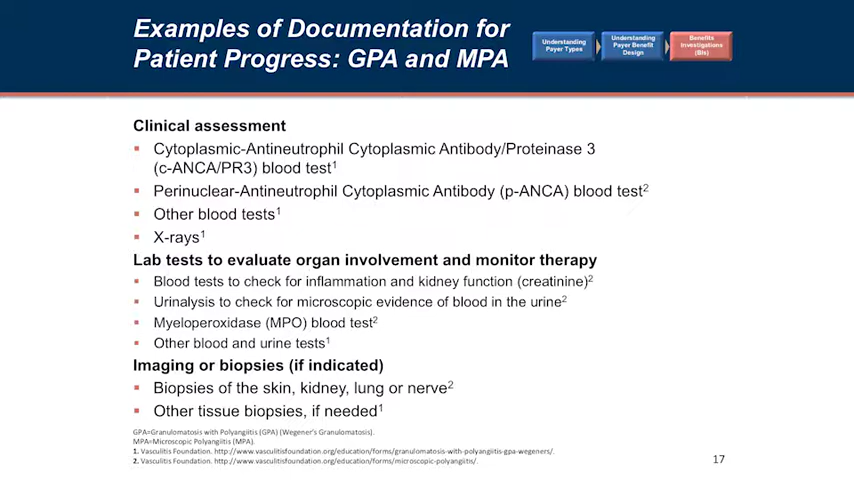 Examples of Documentation for
Patient Progress: GPA and MPA
Understanding
Payer Types
Understanding
Payer Benefit
Design
Benefits
Investigations
(BIs)
Clinical assessment
▪ Cytoplasmic-Antineutrophil Cytoplasmic Antibody/Proteinase 3
(c-ANCA/PR3) blood test¹
▪ Perinuclear-Antineutrophil Cytoplasmic Antibody (p-ANCA) blood test²
▪ Other blood tests¹
▪ X-rays¹
Lab tests to evaluate organ involvement and monitor therapy
▪ Blood tests to check for inflammation and kidney function (creatinine)²
▪ Urinalysis to check for microscopic evidence of blood in the urine²
▪ Myeloperoxidase (MPO) blood test²
▪ Other blood and urine tests¹
Imaging or biopsies (if indicated)
▪ Biopsies of the skin, kidney, lung or nerve²
▪ Other tissue biopsies, if needed¹
GPA=Granulomatosis with Polyangiitis (GPA) (Wegener's Granulomatosis).
MPA=Microscopic Polyangiitis (MPA).
1. Vasculitis Foundation. http://www.vasculitisfoundation.org/education/forms/granulomatosis-with-polyangiitis-gpa-wegeners/.
2. Vasculitis Foundation. http://www.vasculitisfoundation.org/education/forms/microscopic-polyangiitis/.
17